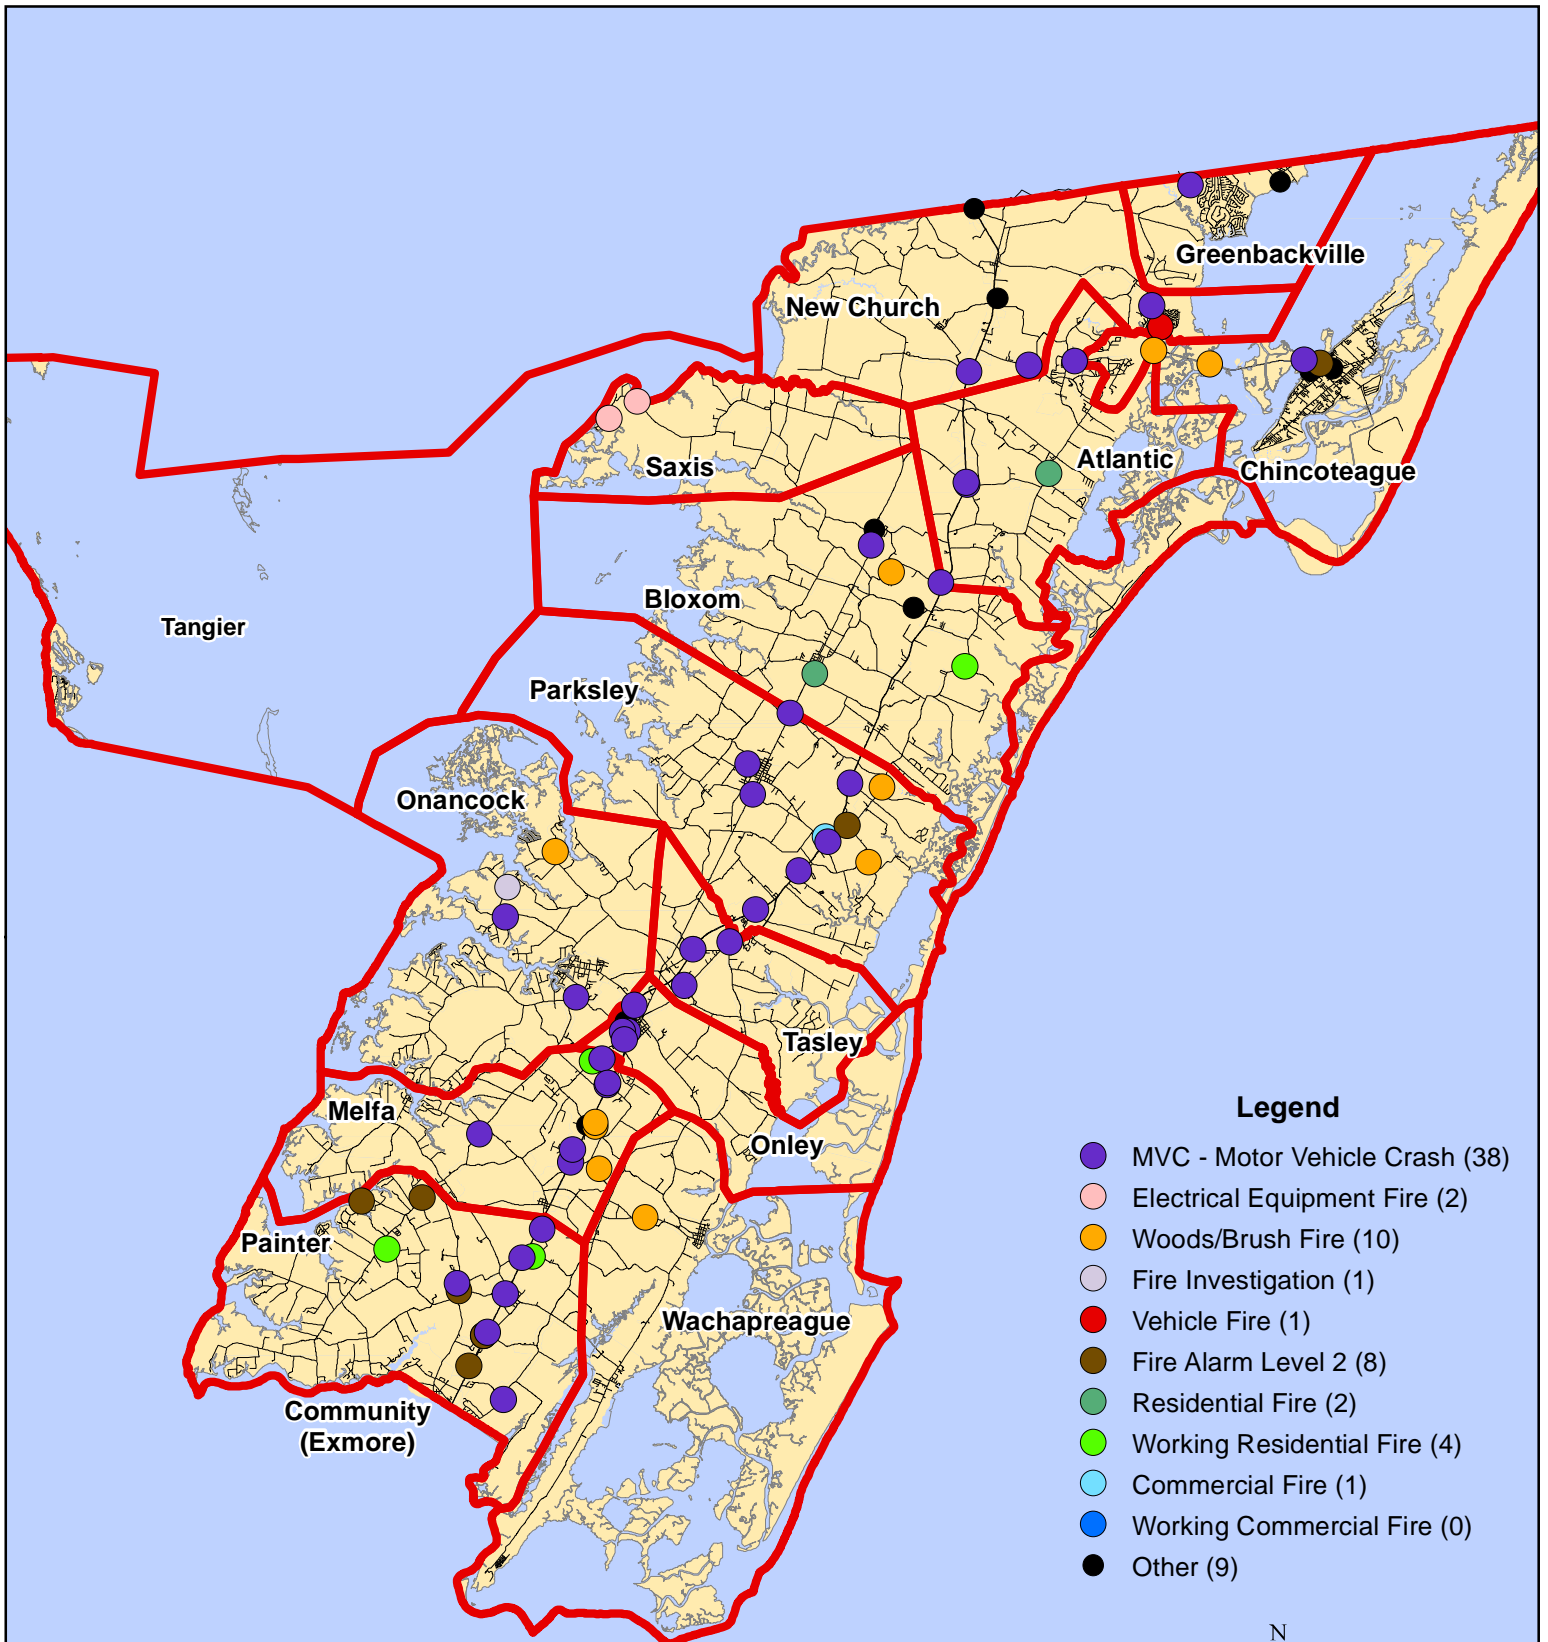 Greenbackville
New Church
Atlantic
Saxis
Chincoteague
Bloxom
Tangier
Parksley
Onancock
Tasley
Melfa
Onley
Painter
Wachapreague
Community
(Exmore)
Legend
MVC - Motor Vehicle Crash (38)
Electrical Equipment Fire (2)
Woods/Brush Fire (10)
Fire Investigation (1)
Vehicle Fire (1)
Fire Alarm Level 2 (8)
Residential Fire (2)
Working Residential Fire (4)
Commercial Fire (1)
Working Commercial Fire (0)
Other (9)
N